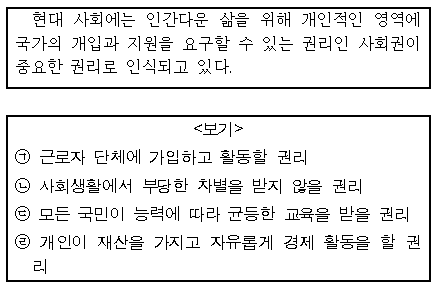 현대 사회에는 인간다운 삶을 위해 개인적인 영역에
국가의 개입과 지원을 요구할 수 있는 권리인 사회권이
중요한 권리로 인식되고 있다.
<보기>
㉠ 근로자 단체에 가입하고 활동할 권리
㉡ 사회생활에서 부당한 차별을 받지 않을 권리
㉢ 모든 국민이 능력에 따라 균등한 교육을 받을 권리
㉣ 개인이 재산을 가지고 자유롭게 경제 활동을 할 권
리